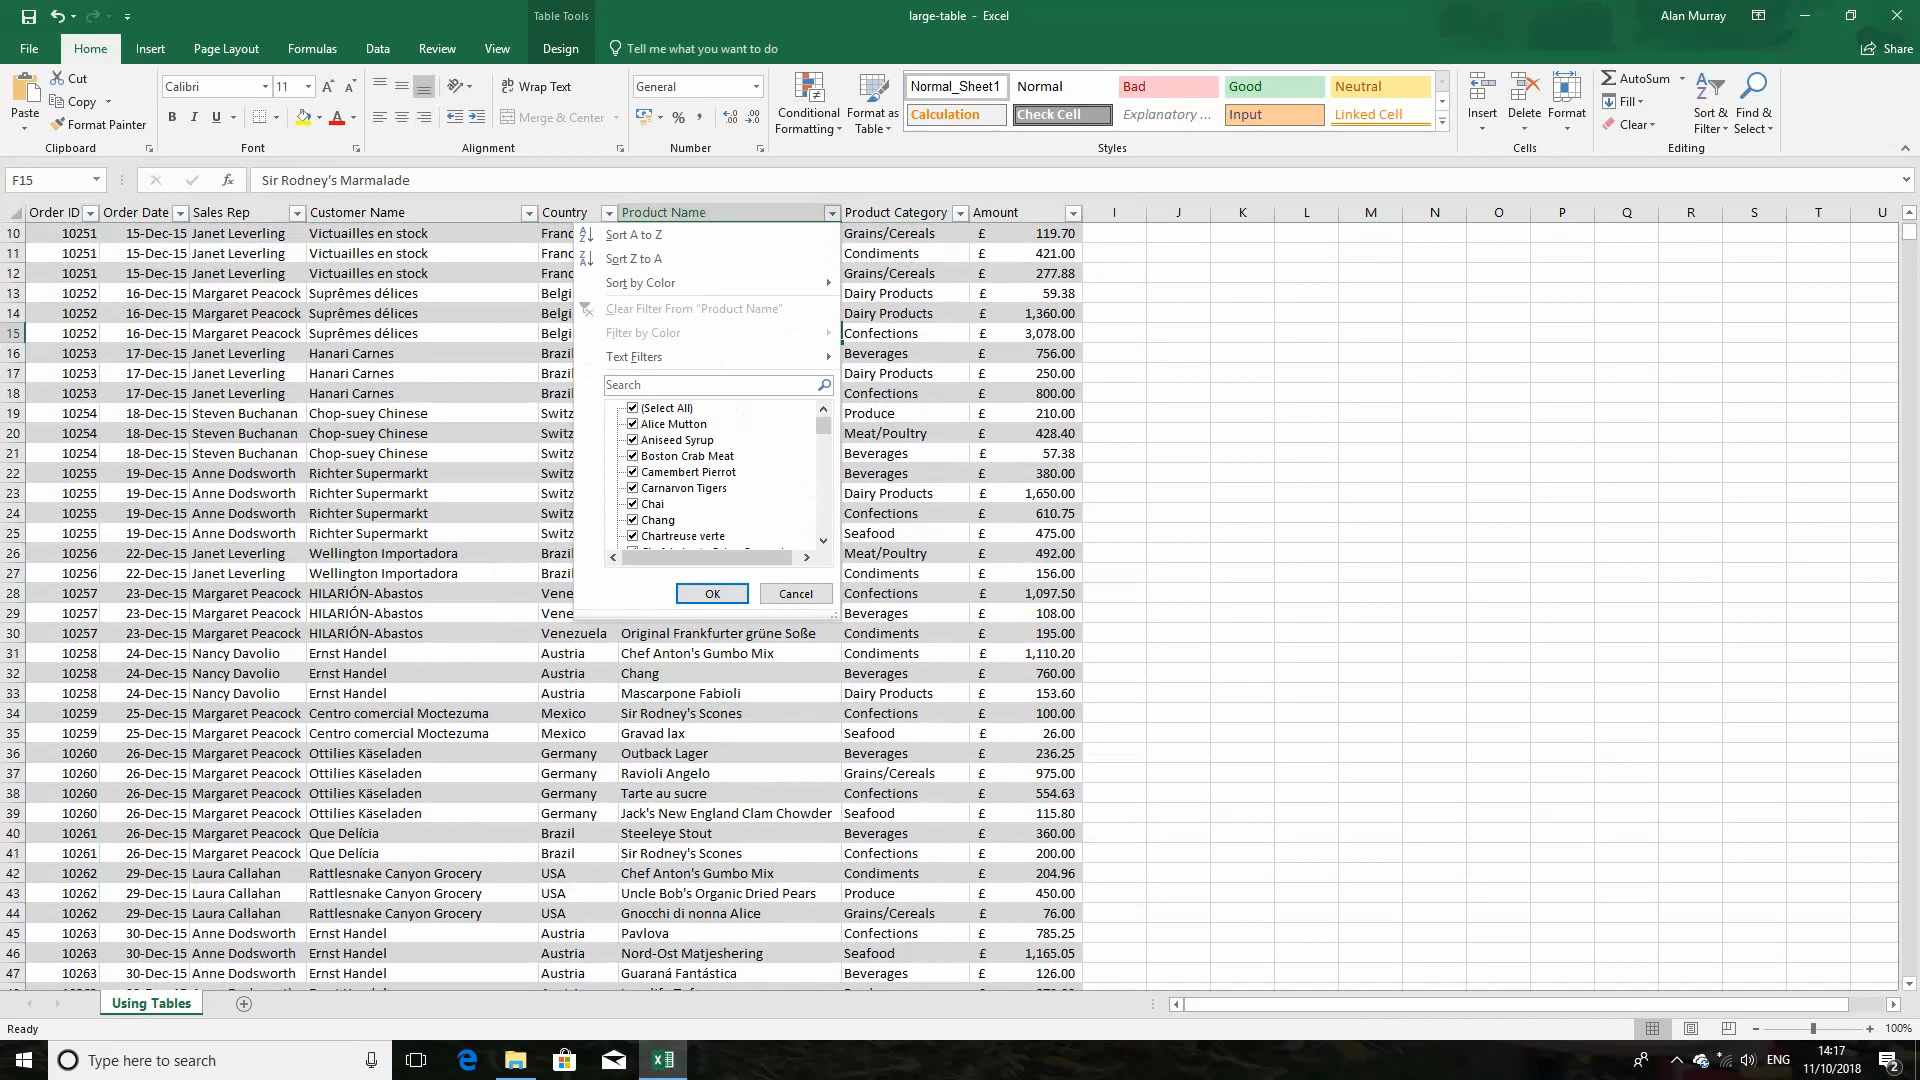 Table Tools
large-table - Excel
Alan Murray
File Home Insert Page Layout Formulas Data Review View Design Tell me what you want to do Share
Paste Cut Copy Format Painter Clipboard
Calibri 11 A A B I U A Font
Wrap Text Merge & Center Alignment
General % , .00 Number
Conditional Formatting Format as Table
Normal_Sheet1 Normal Bad Good Neutral
Calculation Check Cell Explanatory ... Input Linked Cell
Styles
Insert Delete Format Cells
AutoSum Fill Clear Sort & Filter Find & Select Editing
F15 fx Sir Rodney's Marmalade
Order ID Order Date Sales Rep Customer Name Country Product Name Product Category Amount I J K L M N O P Q R S T U
10 10251 15-Dec-15 Janet Leverling Victuailles en stock Franc Grains/Cereals £ 119.70
11 10251 15-Dec-15 Janet Leverling Victuailles en stock Condiments £ 421.00
12 10251 15-Dec-15 Janet Leverling Victuailles en stock Grains/Cereals £ 277.88
13 10252 16-Dec-15 Margaret Peacock Suprêmes délices Belgi Dairy Products £ 59.38
14 10252 16-Dec-15 Margaret Peacock Suprêmes délices Belgi Dairy Products £ 1,360.00
15 10252 16-Dec-15 Margaret Peacock Suprêmes délices Belgi Confections £ 3,078.00
16 10253 17-Dec-15 Janet Leverling Hanari Carnes Brazil Beverages £ 756.00
17 10253 17-Dec-15 Janet Leverling Hanari Carnes Brazil Dairy Products £ 250.00
18 10253 17-Dec-15 Janet Leverling Hanari Carnes Brazil Confections £ 800.00
19 10254 18-Dec-15 Steven Buchanan Chop-suey Chinese Switz Produce £ 210.00
20 10254 18-Dec-15 Steven Buchanan Chop-suey Chinese Switz Meat/Poultry £ 428.40
21 10254 18-Dec-15 Steven Buchanan Chop-suey Chinese Switz Beverages £ 57.38
22 10255 19-Dec-15 Anne Dodsworth Richter Supermarkt Switz Beverages £ 380.00
23 10255 19-Dec-15 Anne Dodsworth Richter Supermarkt Switz Dairy Products £ 1,650.00
24 10255 19-Dec-15 Anne Dodsworth Richter Supermarkt Switz Confections £ 610.75
25 10255 19-Dec-15 Anne Dodsworth Richter Supermarkt Switz Seafood £ 475.00
26 10256 22-Dec-15 Janet Leverling Wellington Importadora Brazil Meat/Poultry £ 492.00
27 10256 22-Dec-15 Janet Leverling Wellington Importadora Brazil Condiments £ 156.00
28 10257 23-Dec-15 Margaret Peacock HILARIÓN-Abastos Vene Confections £ 1,097.50
29 10257 23-Dec-15 Margaret Peacock HILARIÓN-Abastos Vene Beverages £ 108.00
30 10257 23-Dec-15 Margaret Peacock HILARIÓN-Abastos Venezuela Original Frankfurter grüne Soße Condiments £ 195.00
31 10258 24-Dec-15 Nancy Davolio Ernst Handel Austria Chef Anton's Gumbo Mix Condiments £ 1,110.20
32 10258 24-Dec-15 Nancy Davolio Ernst Handel Austria Chang Beverages £ 760.00
33 10258 24-Dec-15 Nancy Davolio Ernst Handel Austria Mascarpone Fabioli Dairy Products £ 153.60
34 10259 25-Dec-15 Margaret Peacock Centro comercial Moctezuma Mexico Sir Rodney's Scones Confections £ 100.00
35 10259 25-Dec-15 Margaret Peacock Centro comercial Moctezuma Mexico Gravad lax Seafood £ 26.00
36 10260 26-Dec-15 Margaret Peacock Ottilies Käseladen Germany Outback Lager Beverages £ 236.25
37 10260 26-Dec-15 Margaret Peacock Ottilies Käseladen Germany Ravioli Angelo Grains/Cereals £ 975.00
38 10260 26-Dec-15 Margaret Peacock Ottilies Käseladen Germany Tarte au sucre Confections £ 554.63
39 10260 26-Dec-15 Margaret Peacock Ottilies Käseladen Germany Jack's New England Clam Chowder Seafood £ 115.80
40 10261 26-Dec-15 Margaret Peacock Que Delícia Brazil Steeleye Stout Beverages £ 360.00
41 10261 26-Dec-15 Margaret Peacock Que Delícia Brazil Sir Rodney's Scones Confections £ 200.00
42 10262 29-Dec-15 Laura Callahan Rattlesnake Canyon Grocery USA Chef Anton's Gumbo Mix Condiments £ 204.96
43 10262 29-Dec-15 Laura Callahan Rattlesnake Canyon Grocery USA Uncle Bob's Organic Dried Pears Produce £ 450.00
44 10262 29-Dec-15 Laura Callahan Rattlesnake Canyon Grocery USA Gnocchi di nonna Alice Grains/Cereals £ 76.00
45 10263 30-Dec-15 Anne Dodsworth Ernst Handel Austria Pavlova Confections £ 785.25
46 10263 30-Dec-15 Anne Dodsworth Ernst Handel Austria Nord-Ost Matjeshering Seafood £ 1,165.05
47 10263 30-Dec-15 Anne Dodsworth Ernst Handel Austria Guaraná Fantástica Beverages £ 126.00
Sort A to Z
Sort Z to A
Sort by Color
Clear Filter From "Product Name"
Filter by Color
Text Filters
Search
(Select All)
Alice Mutton
Aniseed Syrup
Boston Crab Meat
Camembert Pierrot
Carnarvon Tigers
Chai
Chang
Chartreuse verte
OK Cancel
Using Tables
Ready 100%
Type here to search
ENG 14:17
11/10/2018 2